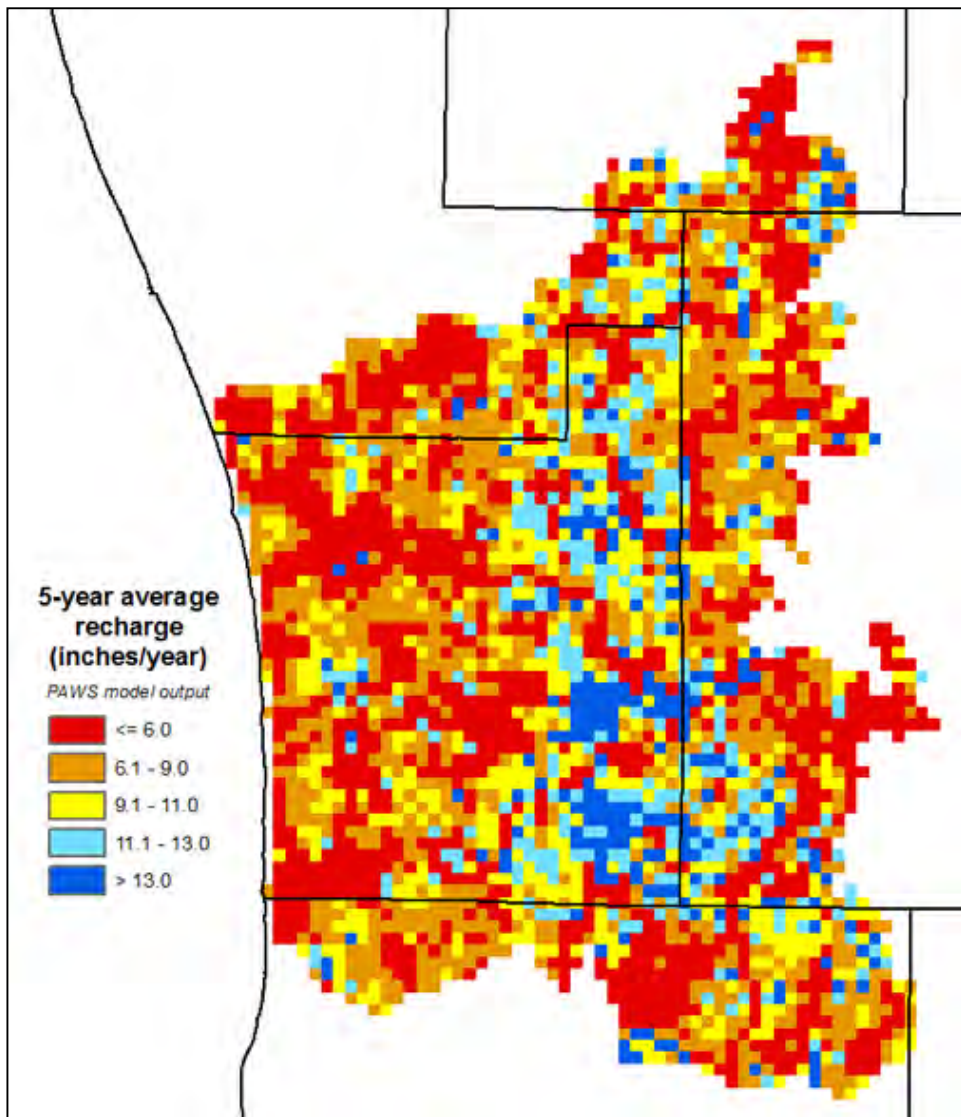 5-year average
recharge
(inches/year)
PAWS model output
<= 6.0
6.1 - 9.0
9.1 - 11.0
11.1 - 13.0
> 13.0